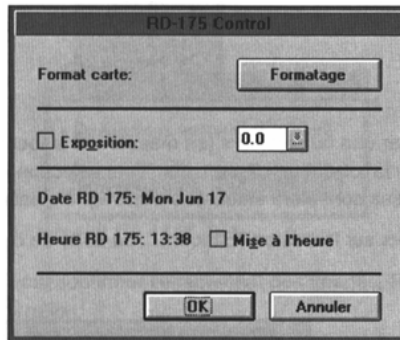 RD-175 Control
Format carte: Formatage
Exposition: 0.0
Date RD 175: Mon Jun 17
Heure RD 175: 13:38 Mise à l'heure
OK Annuler